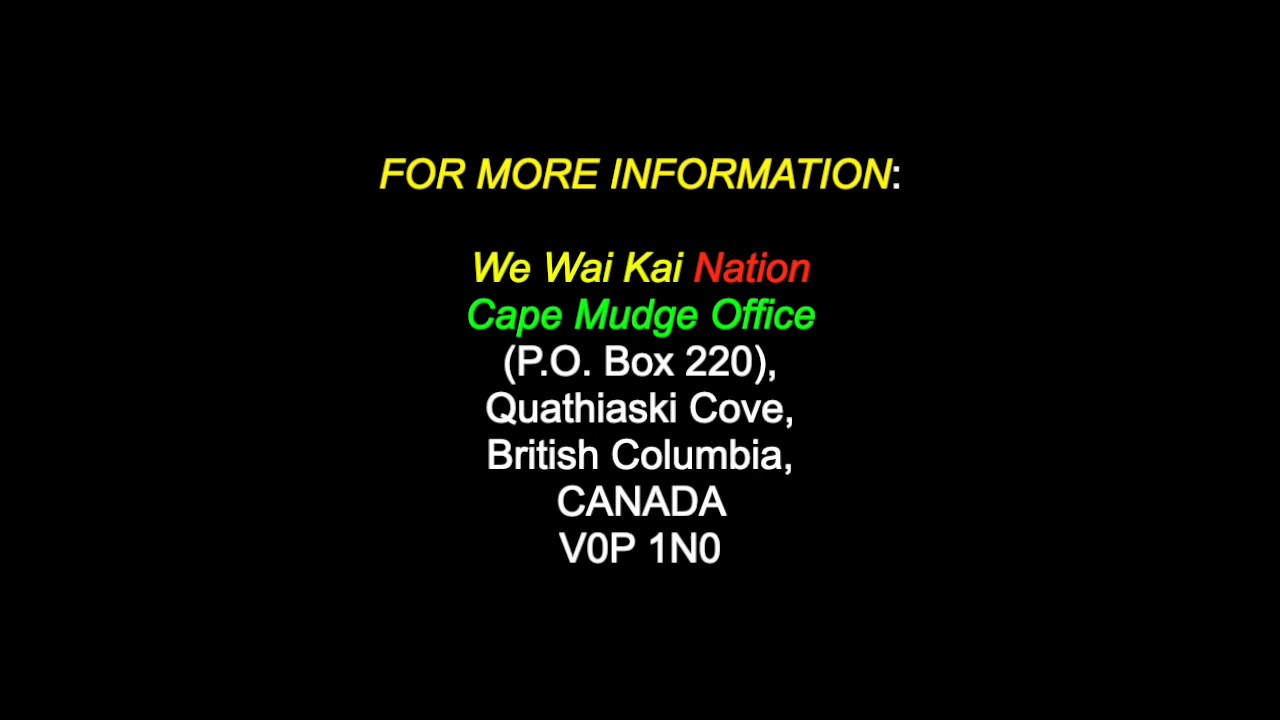 FOR MORE INFORMATION:
We Wai Kai Nation
Cape Mudge Office
(P.O. Box 220),
Quathiaski Cove,
British Columbia,
CANADA
V0P 1N0